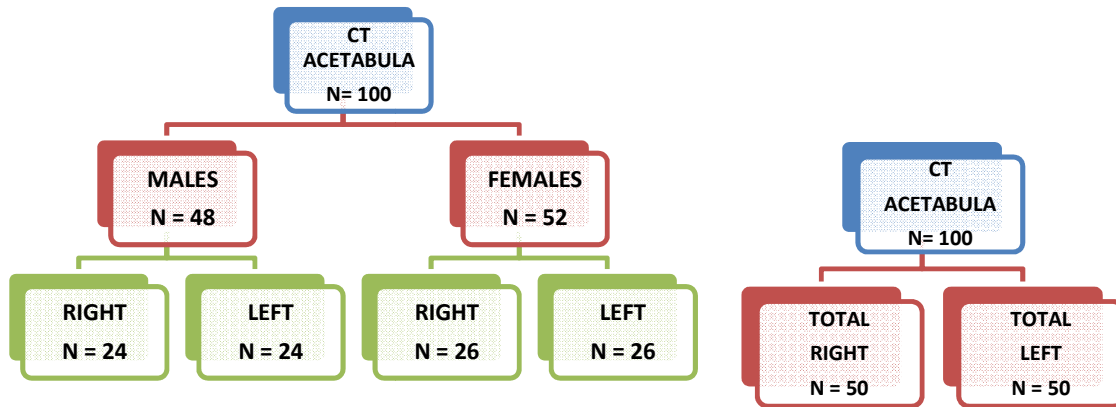 CT
ACETABULA
N= 100
MALES
N = 48
FEMALES
N = 52
RIGHT
N = 24
LEFT
N = 24
RIGHT
N = 26
LEFT
N = 26
CT
ACETABULA
N= 100
TOTAL
RIGHT
N = 50
TOTAL
LEFT
N = 50